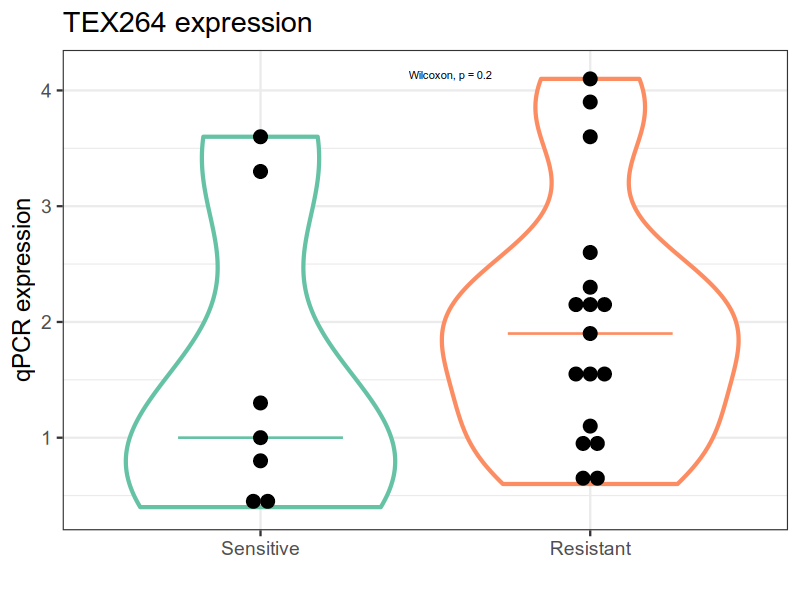 TEX264 expression
Wilcoxon, p = 0.2
qPCR expression
4
3
2
1
Sensitive
Resistant